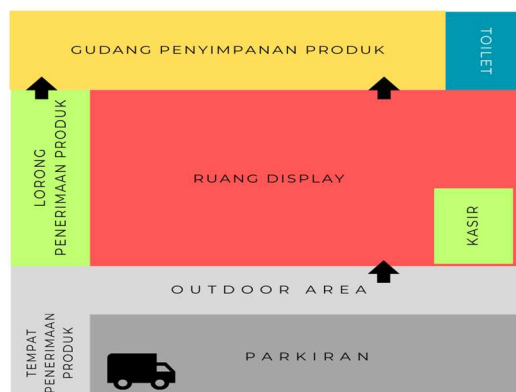 GUDANG PENYIMPANAN PRODUK
TOILET
LORONG
PENERIMAAN PRODUK
RUANG DISPLAY
KASIR
OUTDOOR AREA
TEMPAT
PENERIMAAN
PRODUK
PARKIRAN